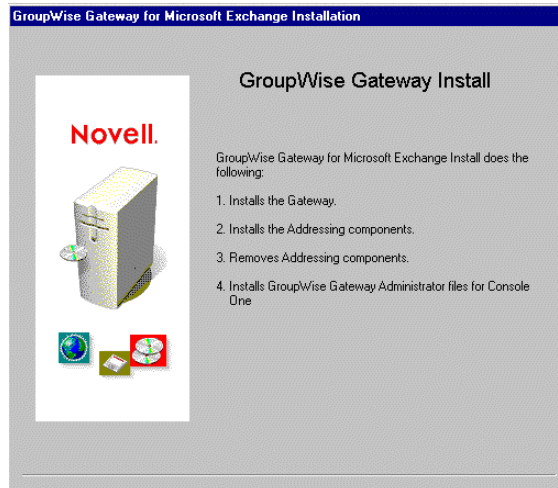 GroupWise Gateway for Microsoft Exchange Installation
GroupWise Gateway Install
Novell.
GroupWise Gateway for Microsoft Exchange Install does the
following:
1. Installs the Gateway.
2. Installs the Addressing components.
3. Removes Addressing components.
4. Installs GroupWise Gateway Administrator files for Console
One